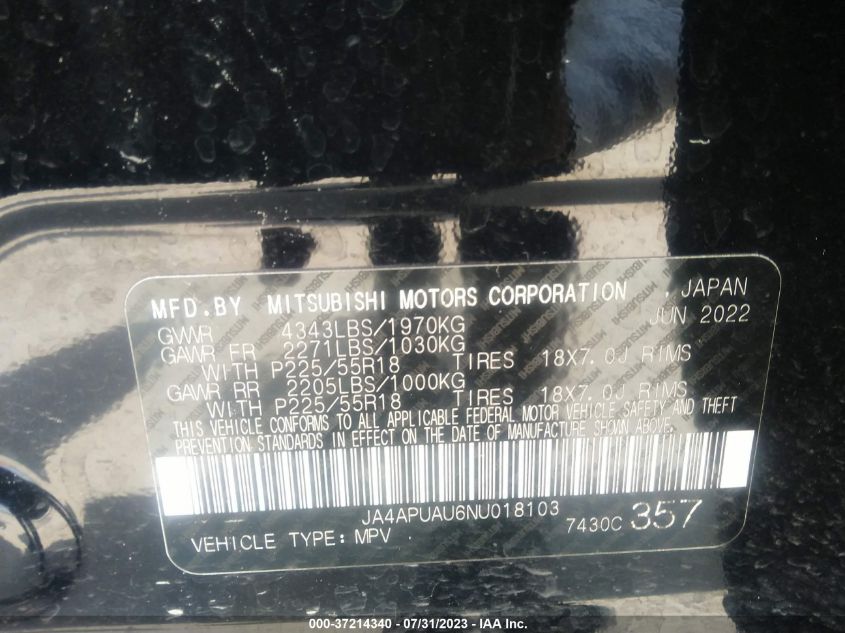 MFD.BY MITSUBISHI MOTORS CORPORATION , JAPAN
GVWR 4343LBS/1970KG JUN 2022
GAWR FR 2271LBS/1030KG
WITH P225/55R18 TIRES 18X7.0J RIMS
GAWR RR 2205LBS/1000KG
WITH P225/55R18 TIRES 18X7.0J RIMS
THIS VEHICLE CONFORMS TO ALL APPLICABLE FEDERAL MOTOR VEHICLE SAFETY AND THEFT
PREVENTION STANDARDS IN EFFECT ON THE DATE OF MANUFACTURE SHOWN ABOVE.
JA4APUAU6NU018103
VEHICLE TYPE: MPV 7430C 357
000-37214340 - 07/31/2023 - © IAA Inc.